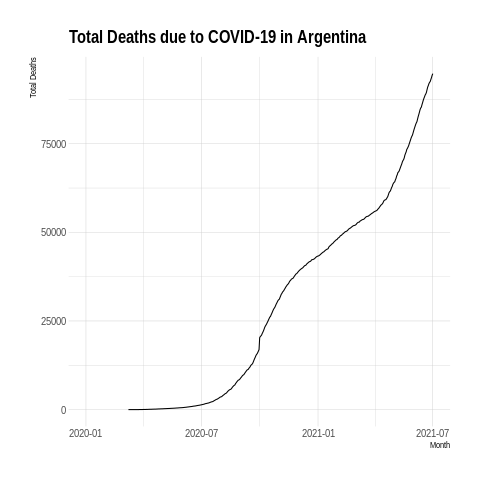 Total Deaths due to COVID-19 in Argentina
Total Deaths
75000
50000
25000
0
2020-01 2020-07 2021-01 2021-07
Month